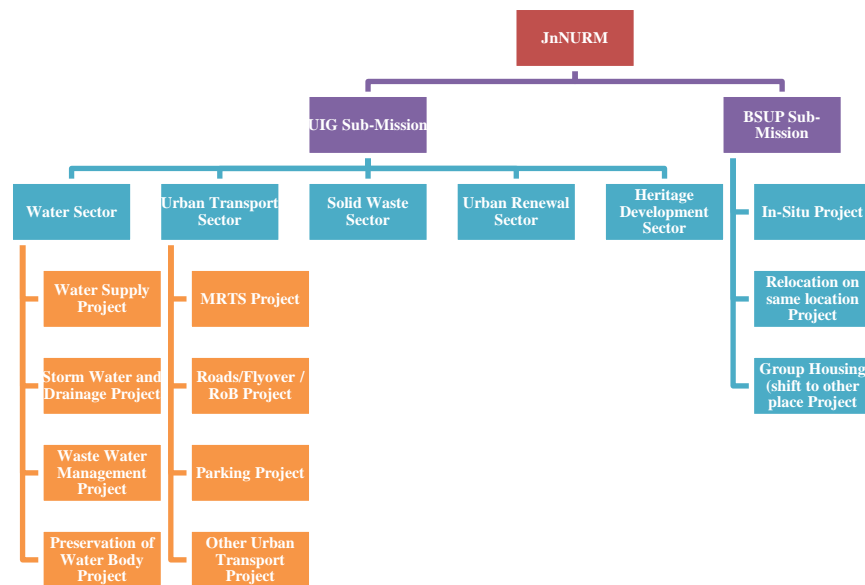 JnNURM
UIG Sub-Mission
BSUP Sub-
Mission
Water Sector
Urban Transport
Sector
Solid Waste
Sector
Urban Renewal
Sector
Heritage
Development
Sector
In-Situ Project
Water Supply
Project
MRTS Project
Relocation on
same location
Project
Storm Water and
Drainage Project
Roads/Flyover /
RoB Project
Group Housing
(shift to other
place Project
Waste Water
Management
Project
Parking Project
Preservation of
Water Body
Project
Other Urban
Transport
Project